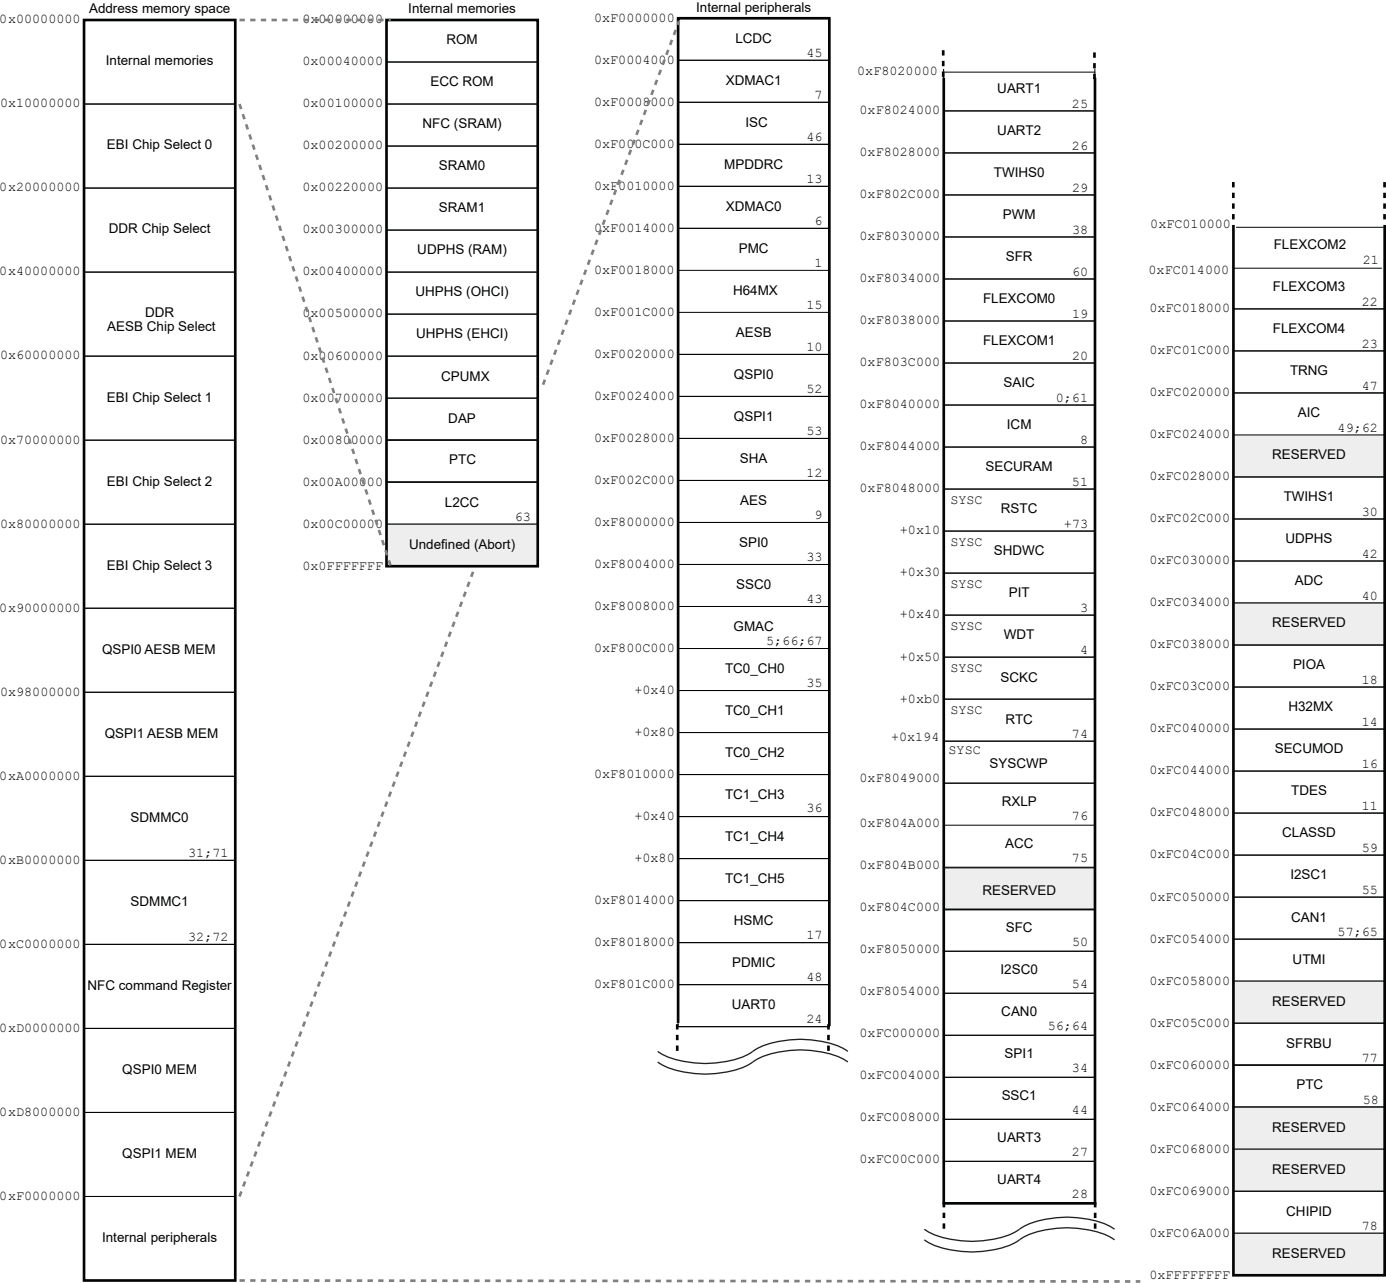 Address memory space
0x00000000
Internal memories
0x10000000
EBI Chip Select 0
0x20000000
DDR Chip Select
0x40000000
DDR
AESB Chip Select
0x60000000
EBI Chip Select 1
0x70000000
EBI Chip Select 2
0x80000000
EBI Chip Select 3
0x90000000
QSPI0 AESB MEM
0x98000000
QSPI1 AESB MEM
0xA0000000
SDMMC0
31;71
0xB0000000
SDMMC1
32;72
0xC0000000
NFC command Register
0xD0000000
QSPI0 MEM
0xD8000000
QSPI1 MEM
0xF0000000
Internal peripherals
Internal memories
0x00000000
ROM
0x00040000
ECC ROM
0x00100000
NFC (SRAM)
0x00200000
SRAM0
0x00220000
SRAM1
0x00300000
UDPHS (RAM)
0x00400000
UHPHS (OHCI)
0x00500000
UHPHS (EHCI)
0x00600000
CPUMX
0x00700000
DAP
0x00800000
PTC
0x00A00000
L2CC
63
0x00C00000
Undefined (Abort)
0x0FFFFFFF
Internal peripherals
0xF0000000
LCDC
45
0xF0004000
XDMAC1
7
0xF0008000
ISC
46
0xF000C000
MPDDRC
13
0xF0010000
XDMAC0
6
0xF0014000
PMC
1
0xF0018000
H64MX
15
0xF001C000
AESB
10
0xF0020000
QSPI0
52
0xF0024000
QSPI1
53
0xF0028000
SHA
12
0xF002C000
AES
9
0xF8000000
SPI0
33
0xF8004000
SSC0
43
0xF8008000
GMAC
5;66;67
0xF800C000
TC0_CH0
35
+0x40
TC0_CH1
+0x80
TC0_CH2
0xF8010000
TC1_CH3
36
+0x40
TC1_CH4
+0x80
TC1_CH5
0xF8014000
HSMC
17
0xF8018000
PDMIC
48
0xF801C000
UART0
24
0xF8020000
UART1
25
0xF8024000
UART2
26
0xF8028000
TWIHS0
29
0xF802C000
PWM
38
0xF8030000
SFR
60
0xF8034000
FLEXCOM0
19
0xF8038000
FLEXCOM1
20
0xF803C000
SAIC
0;61
0xF8040000
ICM
8
0xF8044000
SECURAM
51
0xF8048000
SYSC
RSTC
+73
+0x10
SYSC
SHDWC
+0x30
SYSC
PIT
3
+0x40
SYSC
WDT
4
+0x50
SYSC
SCKC
+0xb0
SYSC
RTC
74
+0x194
SYSC
SYSCWP
0xF8049000
RXLP
76
0xF804A000
ACC
75
0xF804B000
RESERVED
0xF804C000
SFC
50
0xF8050000
I2SC0
54
0xF8054000
CAN0
56;64
0xFC000000
SPI1
34
0xFC004000
SSC1
44
0xFC008000
UART3
27
0xFC00C000
UART4
28
0xFC010000
FLEXCOM2
21
0xFC014000
FLEXCOM3
22
0xFC018000
FLEXCOM4
23
0xFC01C000
TRNG
47
0xFC020000
AIC
49;62
0xFC024000
RESERVED
0xFC028000
TWIHS1
30
0xFC02C000
UDPHS
42
0xFC030000
ADC
40
0xFC034000
RESERVED
0xFC038000
PIOA
18
0xFC03C000
H32MX
14
0xFC040000
SECUMOD
16
0xFC044000
TDES
11
0xFC048000
CLASSD
59
0xFC04C000
I2SC1
55
0xFC050000
CAN1
57;65
0xFC054000
UTMI
0xFC058000
RESERVED
0xFC05C000
SFRBU
77
0xFC060000
PTC
58
0xFC064000
RESERVED
0xFC068000
RESERVED
0xFC069000
CHIPID
78
0xFC06A000
RESERVED
0xFFFFFFFF